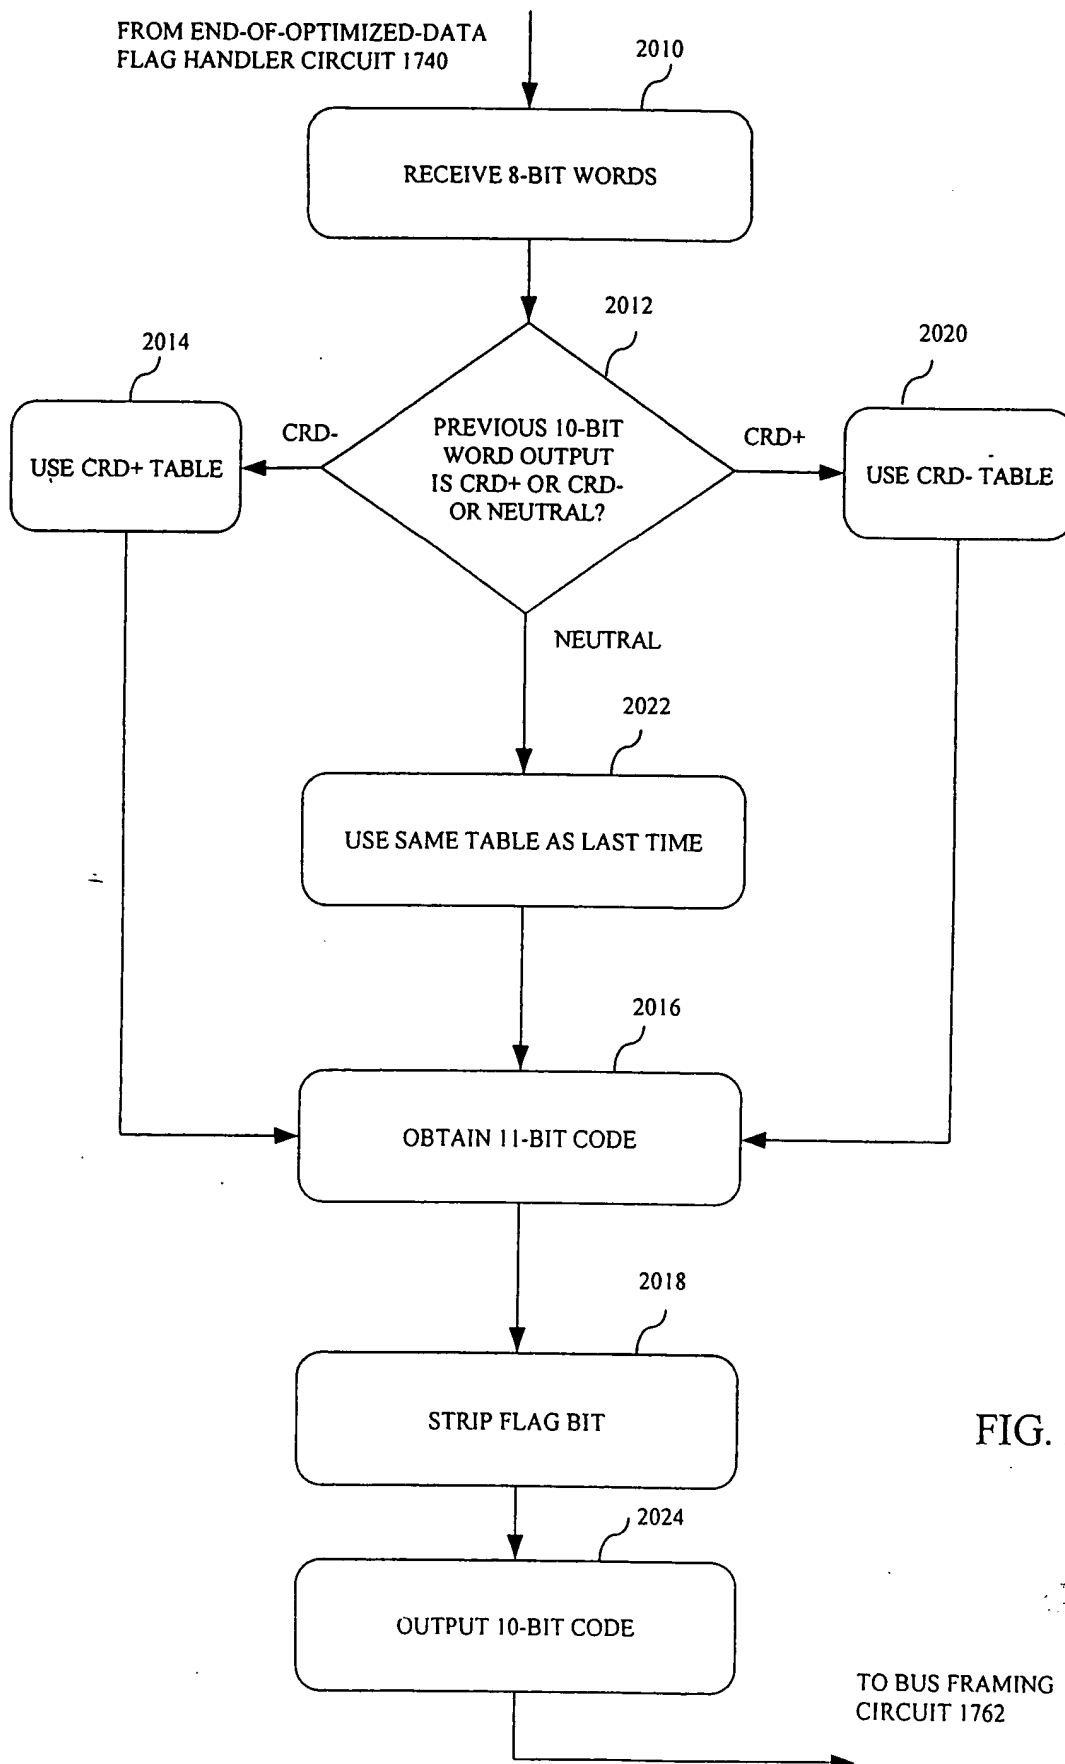 FROM END-OF-OPTIMIZED-DATA
FLAG HANDLER CIRCUIT 1740
2010
RECEIVE 8-BIT WORDS
2012
2014
2020
CRD-
PREVIOUS 10-BIT
WORD OUTPUT
IS CRD+ OR CRD-
OR NEUTRAL?
CRD+
USE CRD+ TABLE
USE CRD- TABLE
NEUTRAL
2022
USE SAME TABLE AS LAST TIME
2016
OBTAIN 11-BIT CODE
2018
STRIP FLAG BIT
FIG.
2024
OUTPUT 10-BIT CODE
TO BUS FRAMING
CIRCUIT 1762